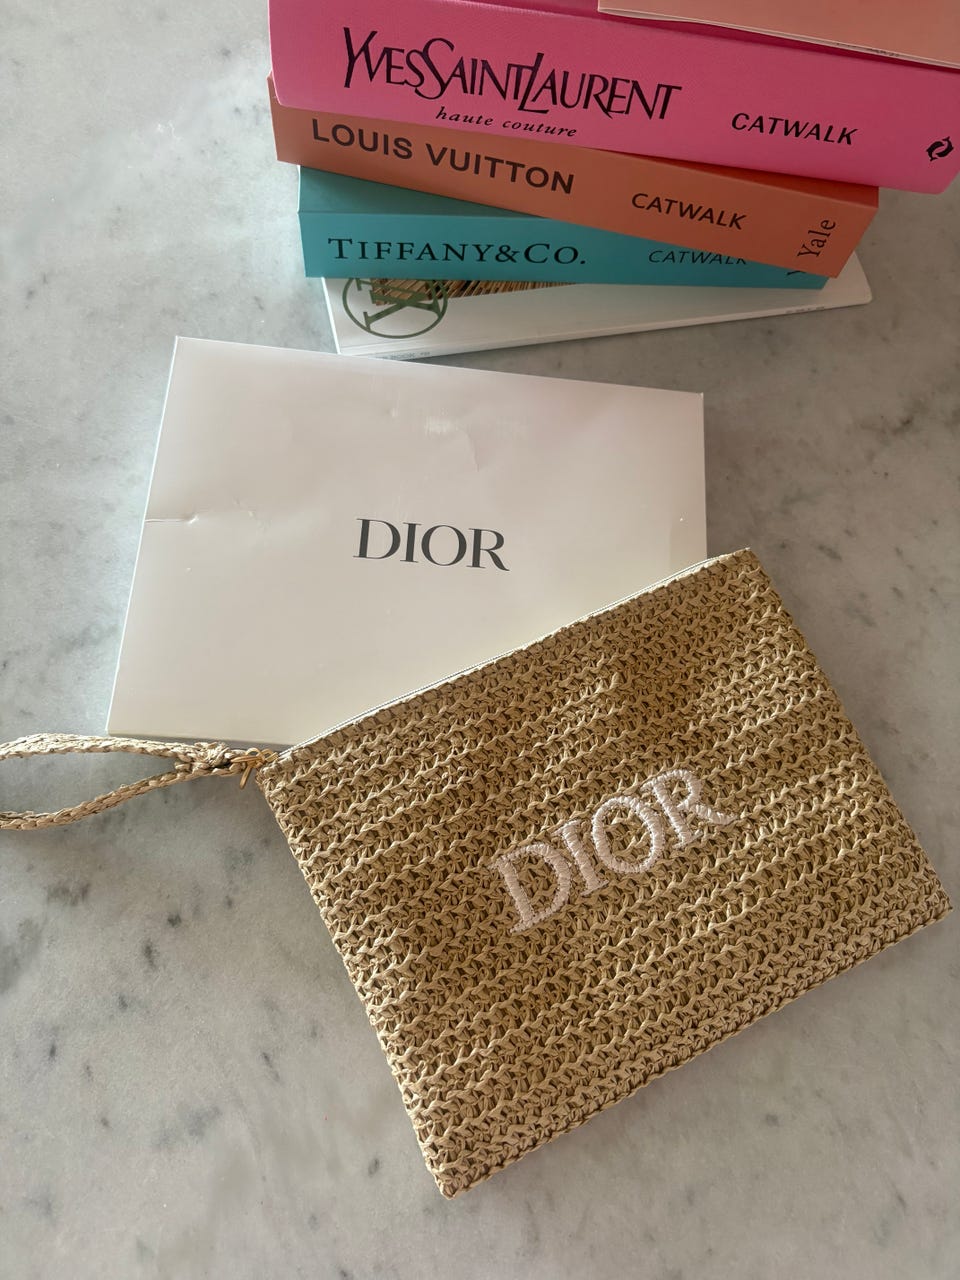 YVESSAINTLAURENT
haute couture
CATWALK
LOUIS VUITTON
CATWALK
Yale
TIFFANY&CO.
CATWALK
DIOR
DIOR